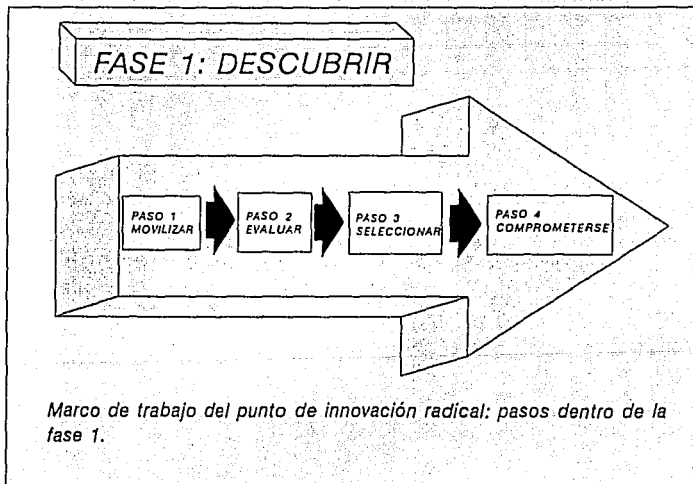 FASE 1: DESCUBRIR
PASO 1
MOVILIZAR
PASO 2
EVALUAR
PASO 3
SELECCIONAR
PASO 4
COMPROMETERSE
Marco de trabajo del punto de innovación radical: pasos dentro de la
fase 1.